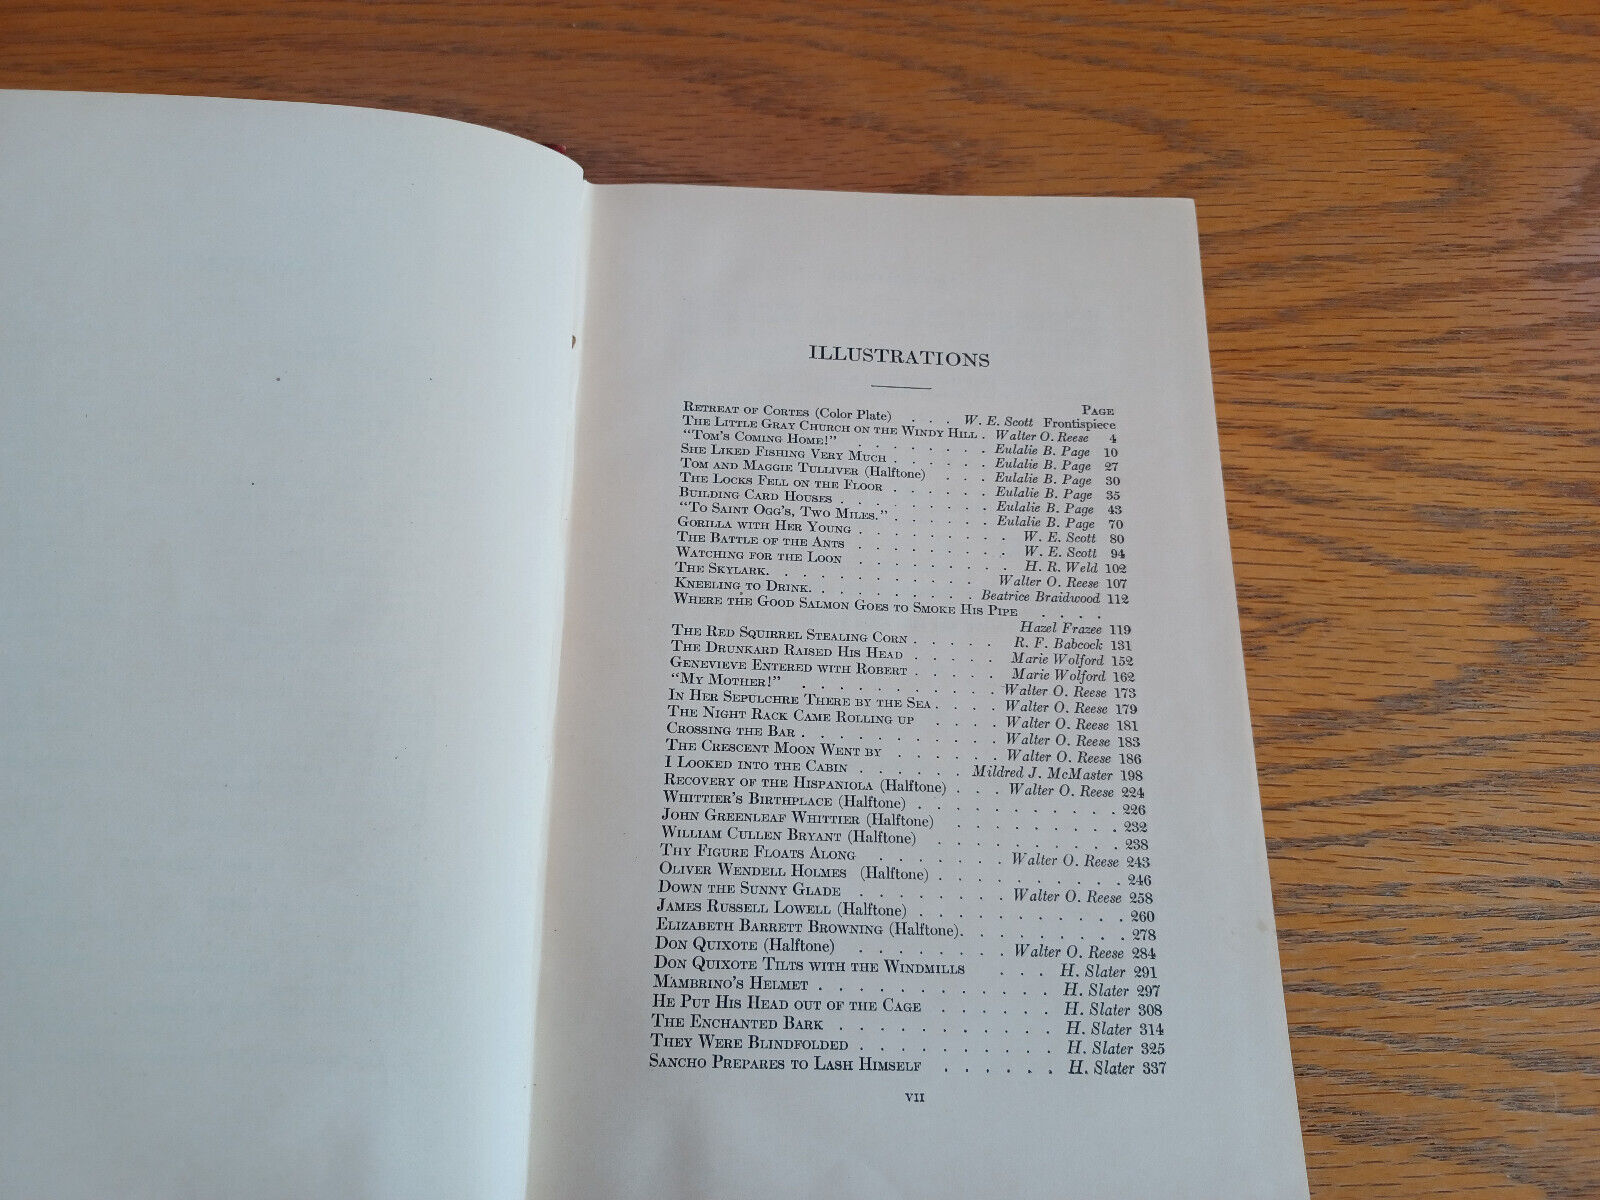 ILLUSTRATIONS
PAGE
RETREAT OF CORTES (Color Plate) . . . W. E. Scott Frontispiece
THE LITTLE GRAY CHURCH ON THE WINDY HILL . Walter O. Reese 4
"TOM'S COMING HOME!" . . . . . . Eulalie B. Page 10
SHE LIKED FISHING VERY MUCH . . . . . . Eulalie B. Page 27
TOM AND MAGGIE TULLIVER (Halftone) . . . Eulalie B. Page 30
THE LOCKS FELL ON THE FLOOR . . . . . . Eulalie B. Page 35
BUILDING CARD HOUSES . . . . . . . . Eulalie B. Page 43
"TO SAINT OGG'S, TWO MILES." . . . . . . Eulalie B. Page 70
GORILLA WITH HER YOUNG . . . . . . . . . W. E. Scott 80
THE BATTLE OF THE ANTS . . . . . . . . . W. E. Scott 94
WATCHING FOR THE LOON . . . . . . . . . H. R. Weld 102
THE SKYLARK. . . . . . . . . . . . Walter O. Reese 107
KNEELING TO DRINK. . . . . . . . . . Beatrice Braidwood 112
WHERE THE GOOD SALMON GOES TO SMOKE HIS PIPE . . . .
Hazel Frazee 119
THE RED SQUIRREL STEALING CORN . . . . . R. F. Babcock 131
THE DRUNKARD RAISED HIS HEAD . . . . . Marie Wolford 152
GENEVIEVE ENTERED WITH ROBERT . . . . . Marie Wolford 162
"MY MOTHER!" . . . . . . . . . . Walter O. Reese 173
IN HER SEPULCHRE THERE BY THE SEA . . . . Walter O. Reese 179
THE NIGHT RACK CAME ROLLING UP . . . . Walter O. Reese 181
CROSSING THE BAR . . . . . . . . . . Walter O. Reese 183
THE CRESCENT MOON WENT BY . . . . . . Walter O. Reese 186
I LOOKED INTO THE CABIN . . . . . . Mildred J. McMaster 198
RECOVERY OF THE HISPANIOLA (Halftone) . . . Walter O. Reese 224
WHITTIER'S BIRTHPLACE (Halftone) . . . . . . . . . . 226
JOHN GREENLEAF WHITTIER (Halftone) . . . . . . . . . 232
WILLIAM CULLEN BRYANT (Halftone) . . . . . . . . . 238
THY FIGURE FLOATS ALONG . . . . . . . Walter O. Reese 243
OLIVER WENDELL HOLMES (Halftone) . . . . . . . . . . 246
DOWN THE SUNNY GLADE . . . . . . . . Walter O. Reese 258
JAMES RUSSELL LOWELL (Halftone) . . . . . . . . . . . 260
ELIZABETH BARRETT BROWNING (Halftone). . . . . . . . . 278
DON QUIXOTE (Halftone) . . . . . . . . Walter O. Reese 284
DON QUIXOTE TILTS WITH THE WINDMILLS . . . H. Slater 291
MAMBRINO'S HELMET . . . . . . . . . . . . H. Slater 297
HE PUT HIS HEAD OUT OF THE CAGE . . . . . . H. Slater 308
THE ENCHANTED BARK . . . . . . . . . . . H. Slater 314
THEY WERE BLINDFOLDED . . . . . . . . . . H. Slater 325
SANCHO PREPARES TO LASH HIMSELF . . . . . . H. Slater 337
VII